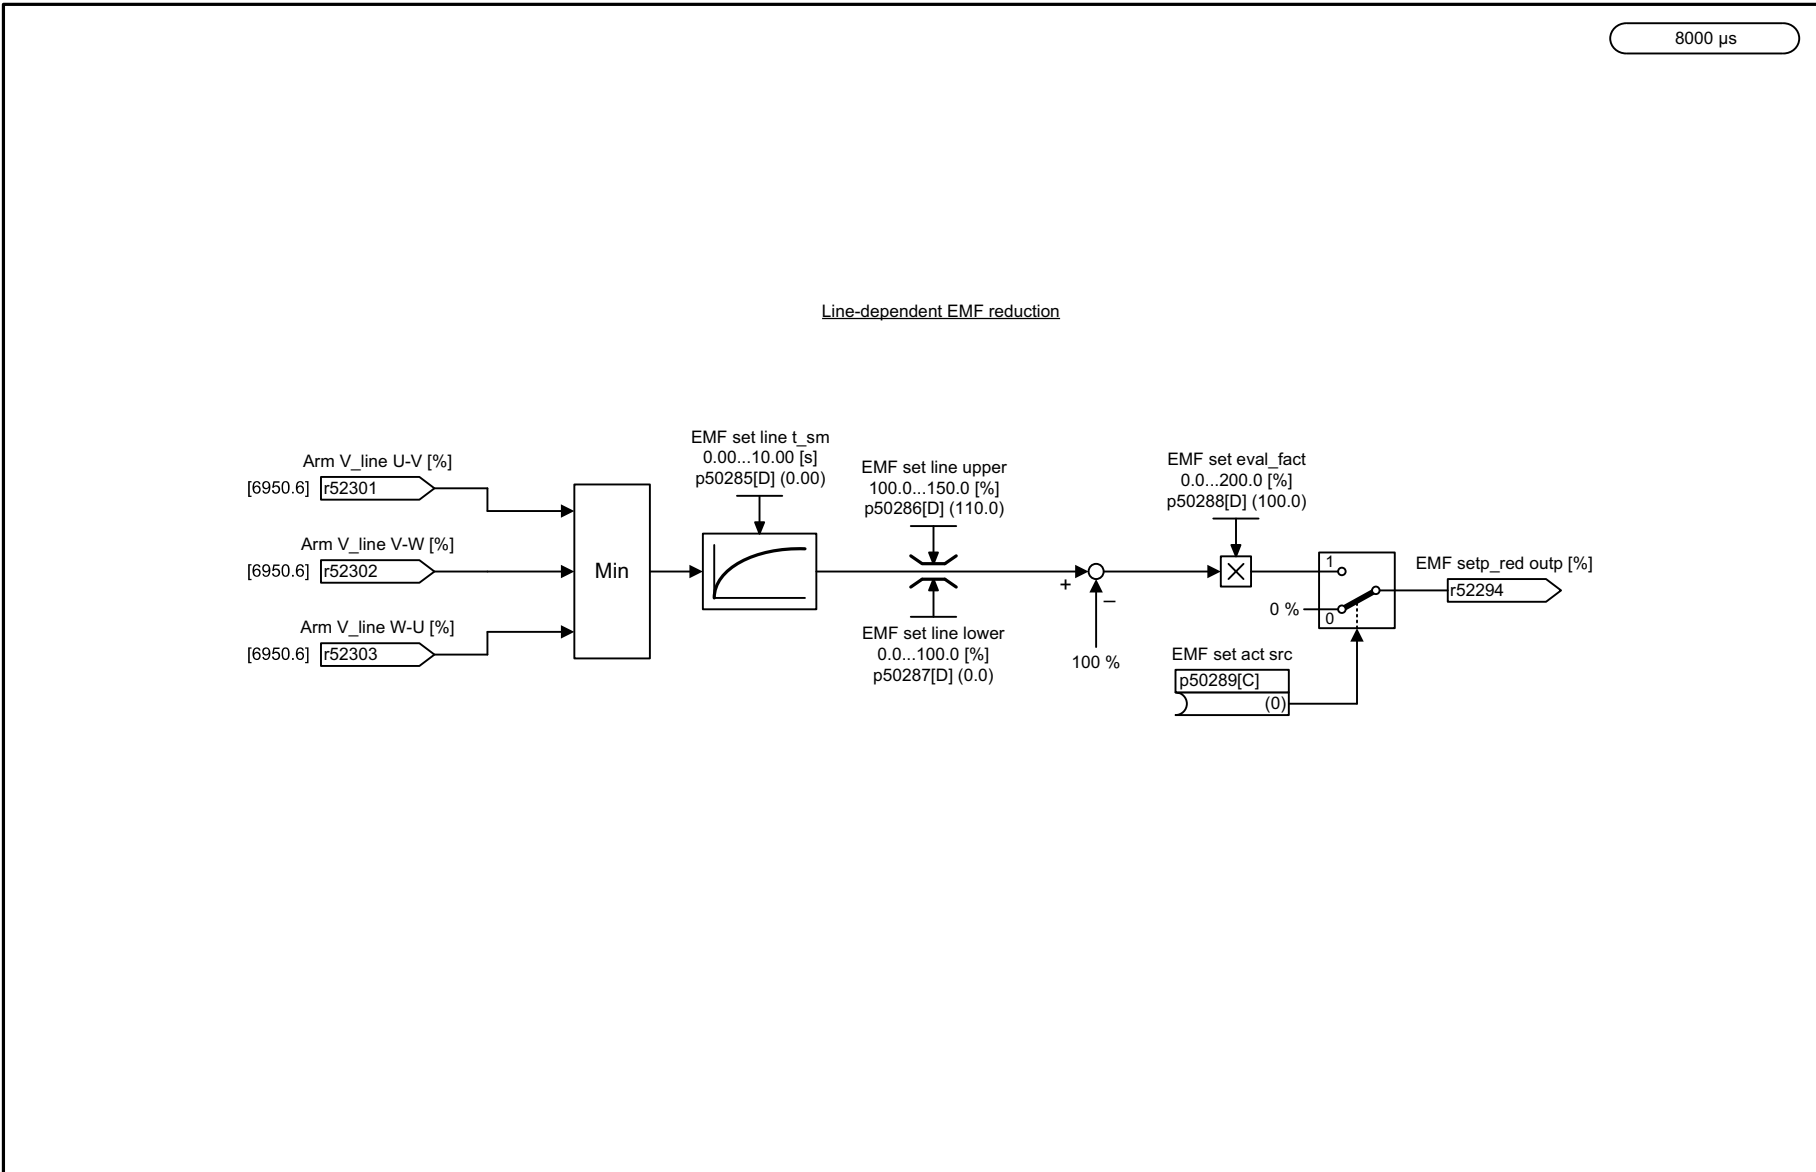 8000 µs
Line-dependent EMF reduction
Arm V_line U-V [%]
[6950.6] r52301
Arm V_line V-W [%]
[6950.6] r52302
Arm V_line W-U [%]
[6950.6] r52303
Min
EMF set line t_sm
0.00...10.00 [s]
p50285[D] (0.00)
EMF set line upper
100.0...150.0 [%]
p50286[D] (110.0)
EMF set line lower
0.0...100.0 [%]
p50287[D] (0.0)
+
–
100 %
EMF set eval_fact
0.0...200.0 [%]
p50288[D] (100.0)
1
0 %
0
EMF set act src
p50289[C]
(0)
EMF setp_red outp [%]
r52294